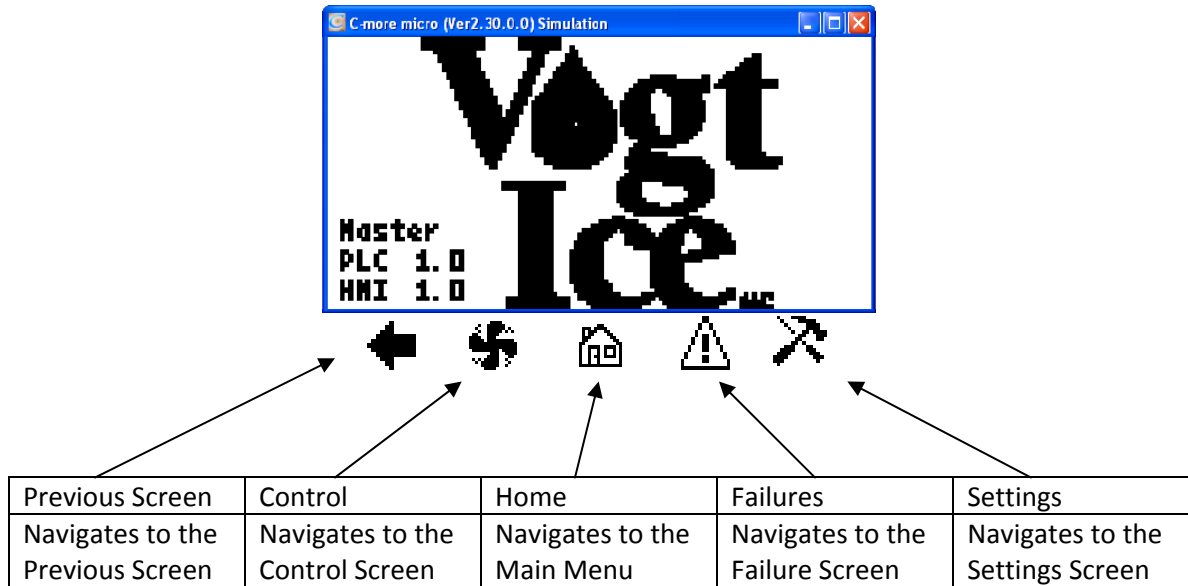 C-more micro (Ver2.30.0.0) Simulation
Vogt
Ice LLC
Master
PLC 1.0
HMI 1.0
Previous Screen Control Home Failures Settings
Navigates to the Navigates to the Navigates to the Navigates to the Navigates to the
Previous Screen Control Screen Main Menu Failure Screen Settings Screen